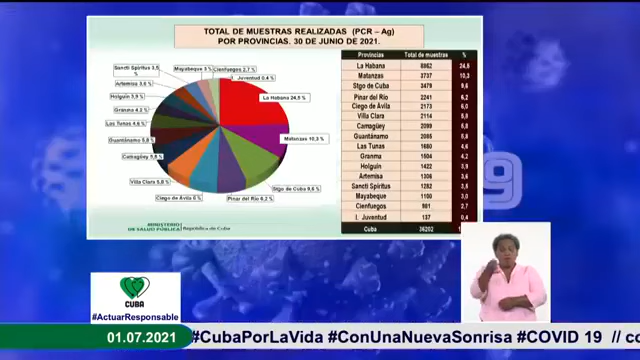 TOTAL DE MUESTRAS REALIZADAS (PCR – Ag)
POR PROVINCIAS. 30 DE JUNIO DE 2021.
Sancti Spíritus 3,5 %
Mayabeque 3 %
Cienfuegos 2,7 %
I. Juventud 0,4 %
Artemisa 3,6 %
Holguín 3,9 %
Granma 4,2 %
Las Tunas 4,6 %
Guantánamo 5,8 %
Camagüey 5,8 %
Villa Clara 5,8 %
Ciego de Ávila 6 %
Pinar del Río 6,2 %
Stgo de Cuba 9,6 %
Matanzas 10,3 %
La Habana 24,5 %
Provincias Total de muestras %
La Habana 8862 24,5
Matanzas 3737 10,3
Stgo de Cuba 3479 9,6
Pinar del Río 2241 6,2
Ciego de Ávila 2173 6,0
Villa Clara 2114
Camagüey 2099 5,8
Guantánamo 5,8
Las Tunas 4,6
Granma 1504 4,2
Holguín 1422 3,9
Artemisa 1306 3,6
Sancti Spíritus 1282 3,5
Mayabeque 1100 3,0
Cienfuegos 2,7
I. Juventud 137 0,4
Cuba 36202
MINISTERIO
DE SALUD PÚBLICA República de Cuba
9
CUBA
#ActuarResponsable
01.07.2021 #CubaPorLaVida #ConUnaNuevaSonrisa #COVID 19 // co